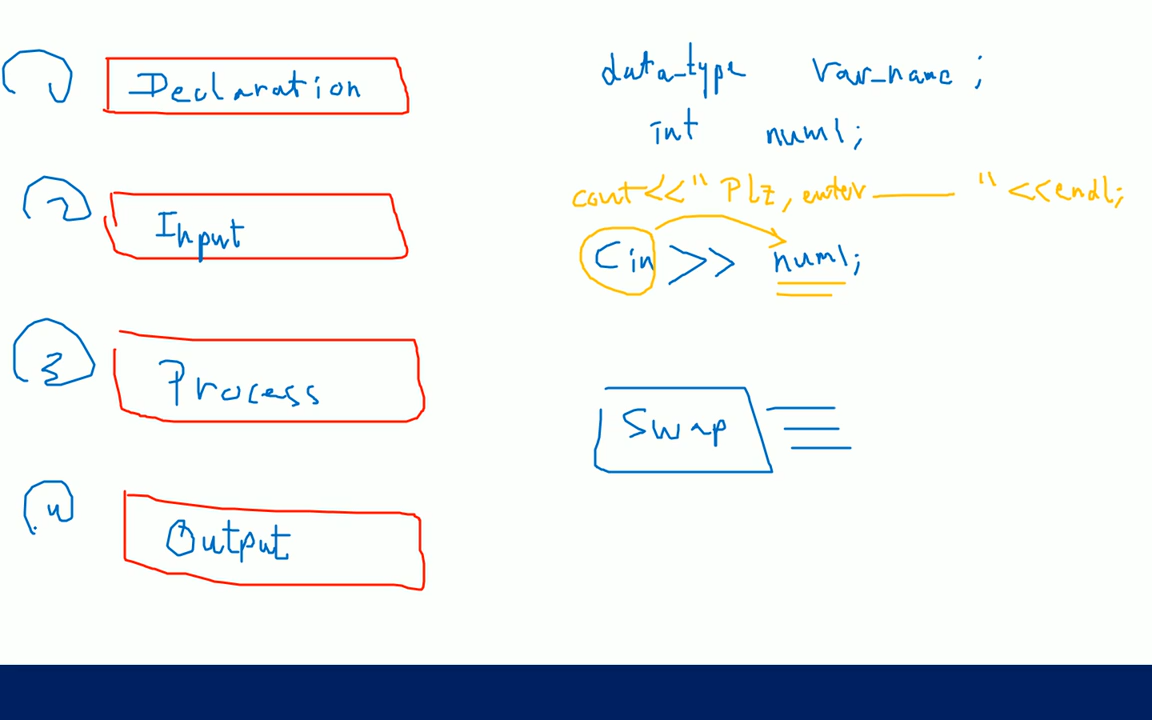 1 Declaration
data_type var_name ;
int num1;
2 Input
cout<<" Plz, enter ______ " <<endl;
Cin >> num1;
3 Process
Swap
4 Output